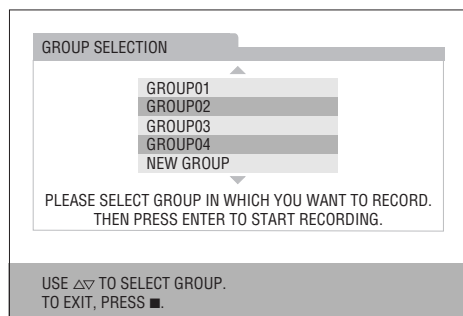 GROUP SELECTION
GROUP01
GROUP02
GROUP03
GROUP04
NEW GROUP
PLEASE SELECT GROUP IN WHICH YOU WANT TO RECORD.
THEN PRESS ENTER TO START RECORDING.
USE △▽ TO SELECT GROUP.
TO EXIT, PRESS ■.